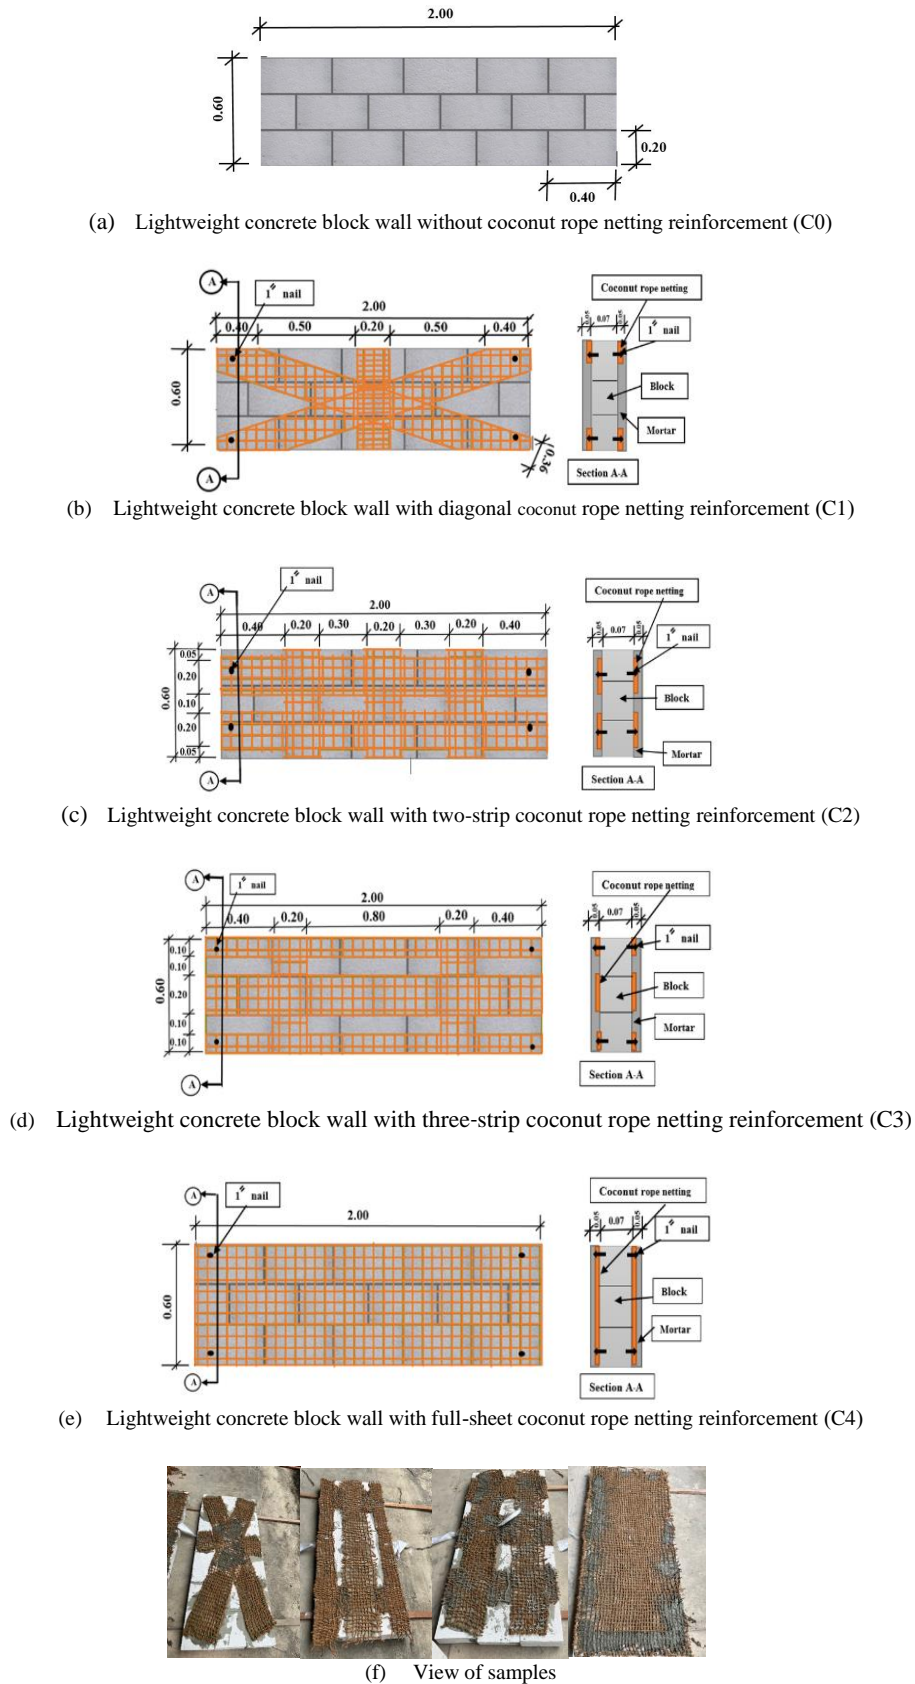 2.00
0.60
0.20
0.40
(a) Lightweight concrete block wall without coconut rope netting reinforcement (C0)
A
1" nail
2.00
0.40 0.50 0.20 0.50 0.40
0.60
0.36
A
Coconut rope netting
0.05 0.07 0.05
1" nail
Block
Mortar
Section A-A
(b) Lightweight concrete block wall with diagonal coconut rope netting reinforcement (C1)
A
1" nail
2.00
0.40 0.20 0.30 0.20 0.30 0.20 0.40
0.05
0.20
0.60
0.10
0.20
0.05
A
Coconut rope netting
0.05 0.07 0.05
1" nail
Block
Mortar
Section A-A
(c) Lightweight concrete block wall with two-strip coconut rope netting reinforcement (C2)
A
1" nail
2.00
0.40 0.20 0.80 0.20 0.40
0.10
0.10
0.60
0.20
0.10
0.10
A
Coconut rope netting
0.05 0.07 0.05
1" nail
Block
Mortar
Section A-A
(d) Lightweight concrete block wall with three-strip coconut rope netting reinforcement (C3)
A
1" nail
2.00
0.60
A
Coconut rope netting
0.05 0.07 0.05
1" nail
Block
Mortar
Section A-A
(e) Lightweight concrete block wall with full-sheet coconut rope netting reinforcement (C4)
(f) View of samples